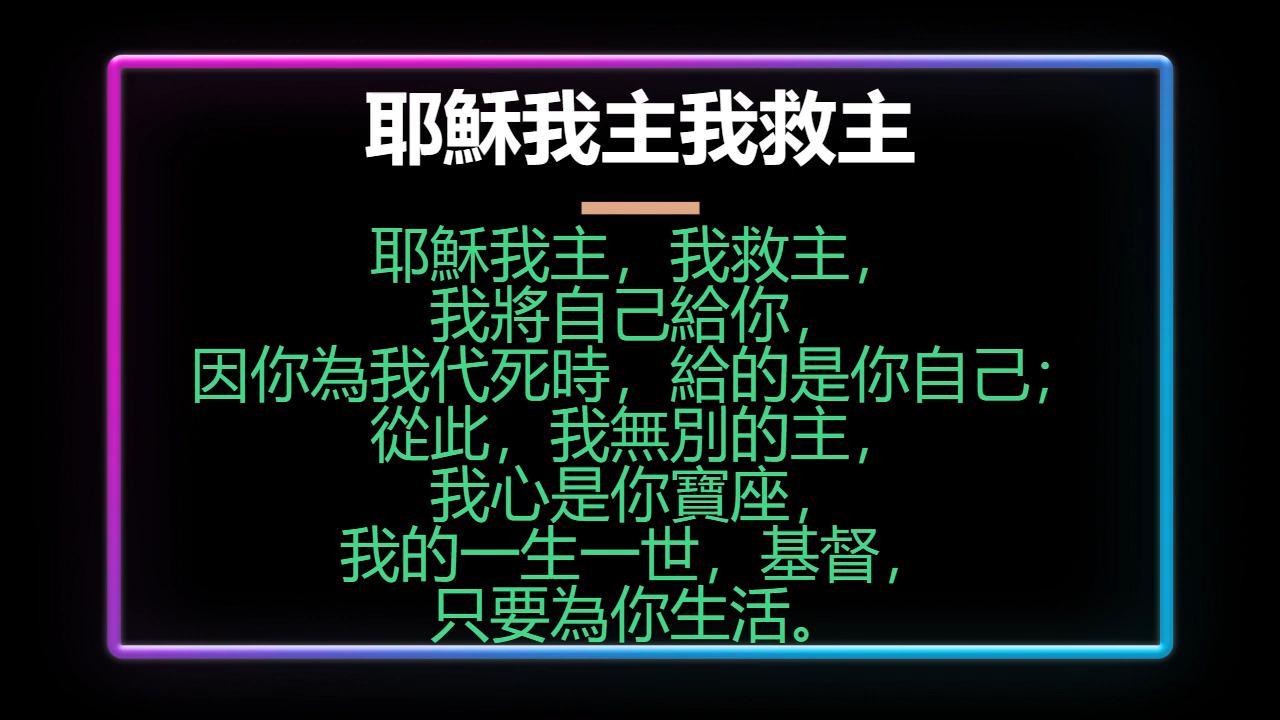 耶穌我主我救主
耶穌我主，我救主，
我將自己給你，
因你為我代死時，給的是你自己；
從此，我無別的主，
我心是你寶座，
我的一生一世，基督，
只要為你生活。